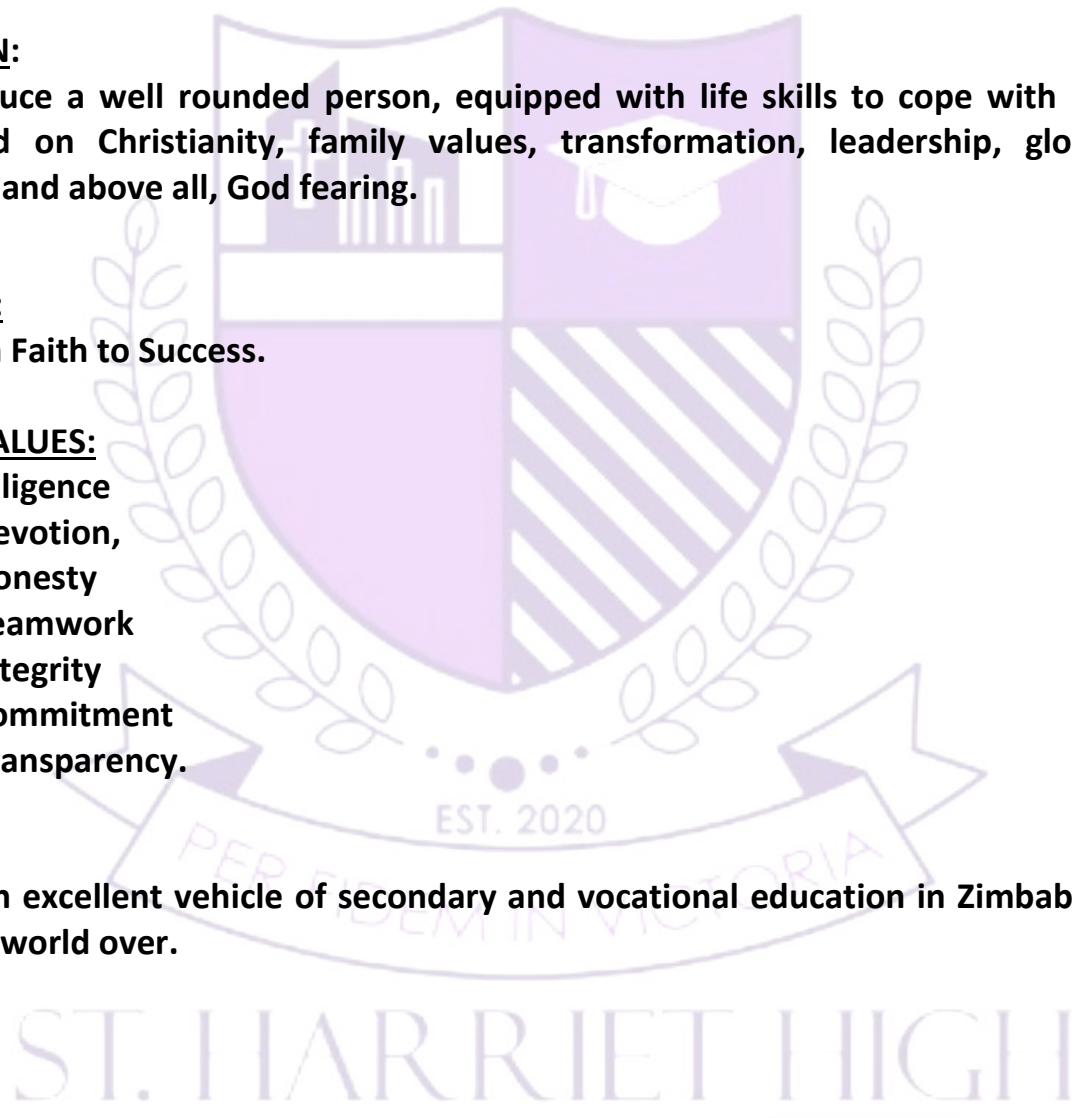 N:
uce a well rounded person, equipped with life skills to cope with
d on Christianity, family values, transformation, leadership, glo
and above all, God fearing.
:
Faith to Success.
ALUES:
ligence
evotion,
onesty
eamwork
tegrity
ommitment
ansparency.
EST. 2020
PER FIDEM IN VICTORIA
n excellent vehicle of secondary and vocational education in Zimbab
world over.
ST. HARRIET HIGH